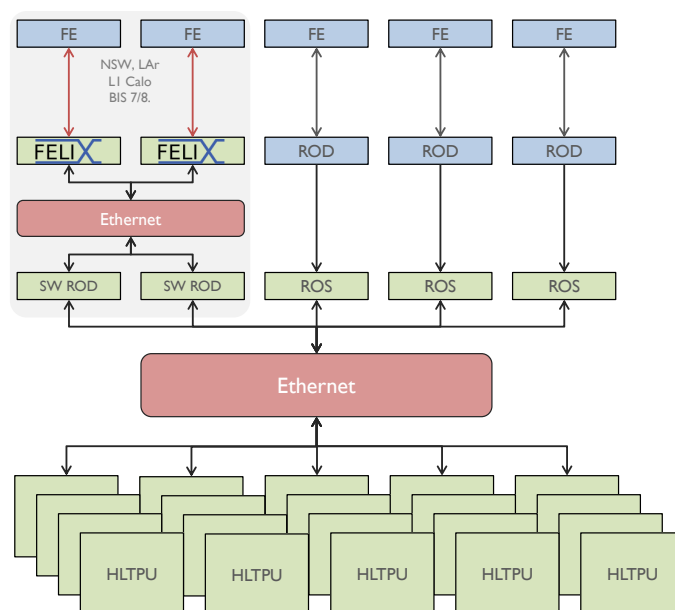 FE
FE
FE
FE
FE
NSW, LAr
L1 Calo
BIS 7/8.
FELIX
FELIX
ROD
ROD
ROD
Ethernet
SW ROD
SW ROD
ROS
ROS
ROS
Ethernet
HLTPU
HLTPU
HLTPU
HLTPU
HLTPU